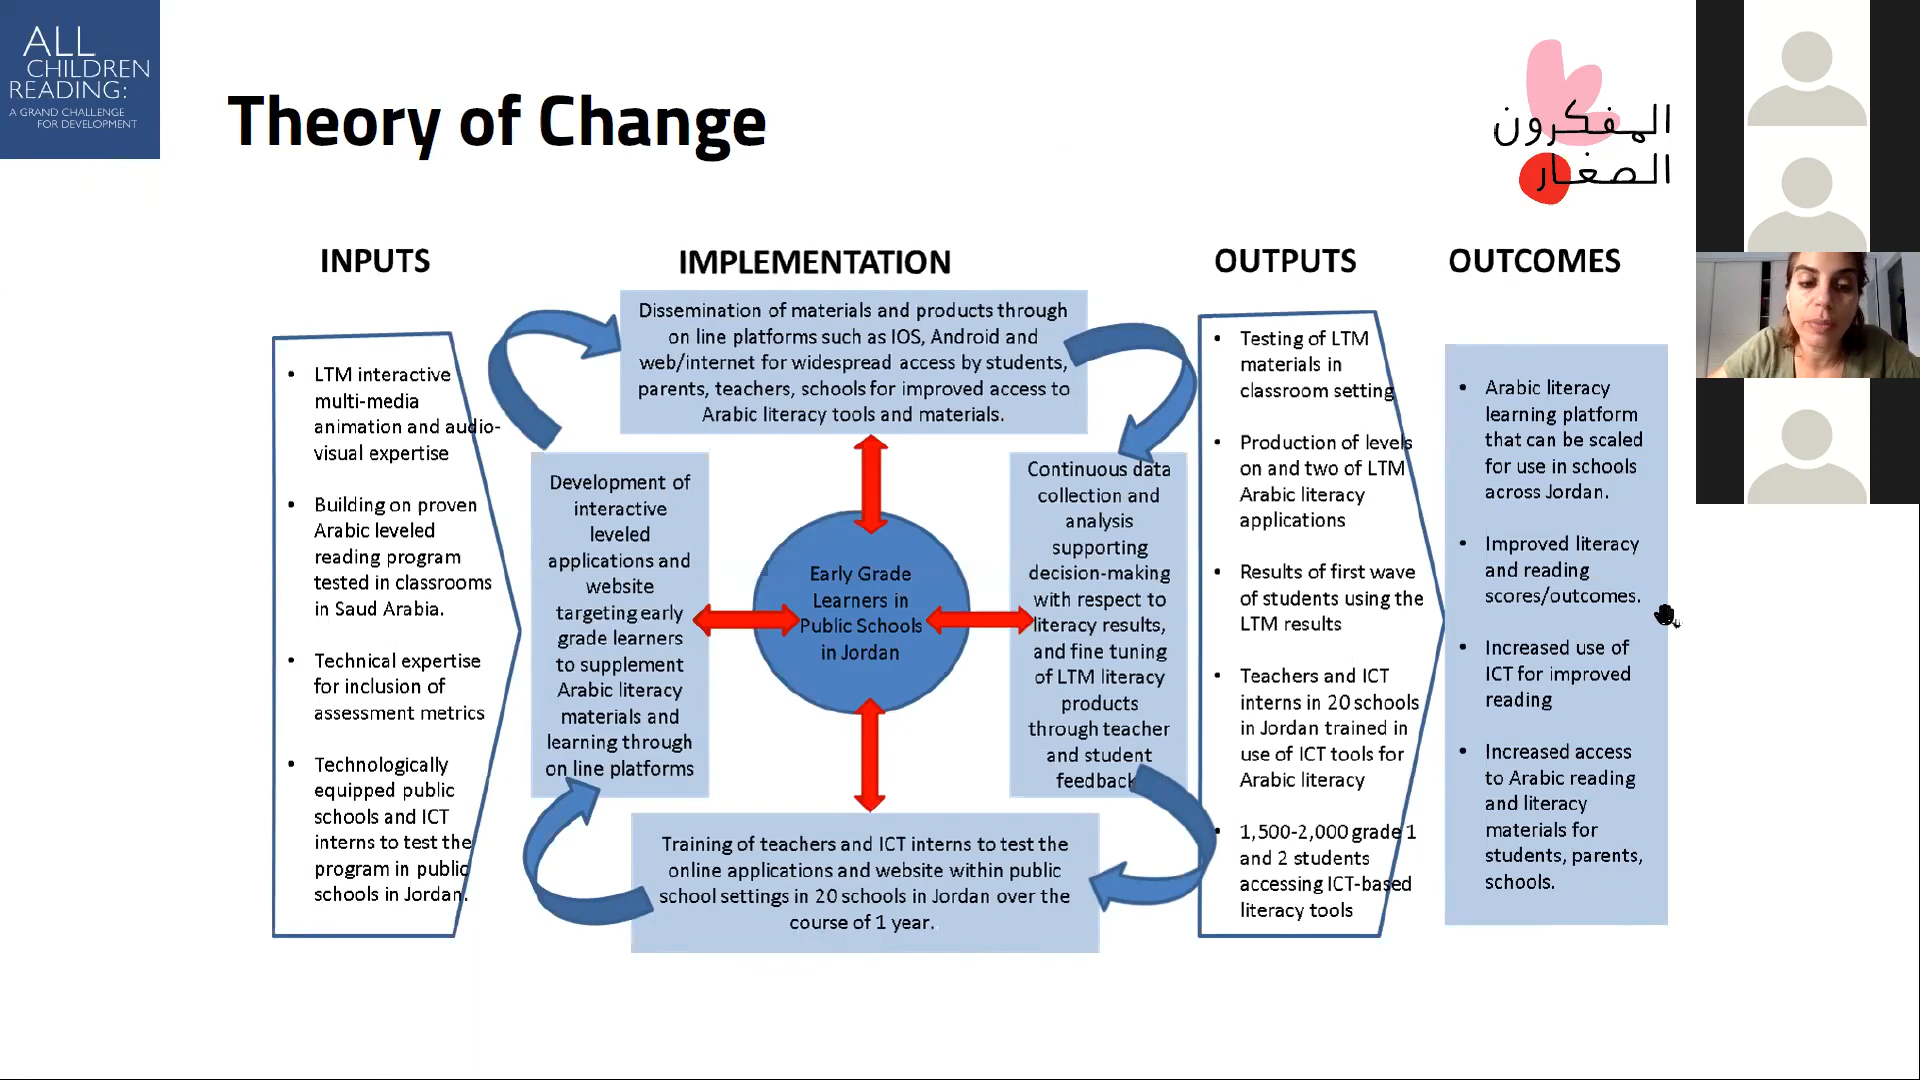 ALL
CHILDREN
READING:
A GRAND CHALLENGE
FOR DEVELOPMENT
Theory of Change
المفكرون
الصغار
INPUTS
• LTM interactive
multi-media
animation and audio-
visual expertise
• Building on proven
Arabic leveled
reading program
tested in classrooms
in Saud Arabia.
• Technical expertise
for inclusion of
assessment metrics
• Technologically
equipped public
schools and ICT
interns to test the
program in public
schools in Jordan.
IMPLEMENTATION
Dissemination of materials and products through
on line platforms such as IOS, Android and
web/internet for widespread access by students,
parents, teachers, schools for improved access to
Arabic literacy tools and materials.
Development of
interactive
leveled
applications and
website
targeting early
grade learners
to supplement
Arabic literacy
materials and
learning through
on line platforms
Early Grade
Learners in
Public Schools
in Jordan
Continuous data
collection and
analysis
supporting
decision-making
with respect to
literacy results,
and fine tuning
of LTM literacy
products
through teacher
and student
feedback
Training of teachers and ICT interns to test the
online applications and website within public
school settings in 20 schools in Jordan over the
course of 1 year.
OUTPUTS
• Testing of LTM
materials in
classroom setting
• Production of levels
on and two of LTM
Arabic literacy
applications
• Results of first wave
of students using the
LTM results
• Teachers and ICT
interns in 20 schools
in Jordan trained in
use of ICT tools for
Arabic literacy
• 1,500-2,000 grade 1
and 2 students
accessing ICT-based
literacy tools
OUTCOMES
• Arabic literacy
learning platform
that can be scaled
for use in schools
across Jordan.
• Improved literacy
and reading
scores/outcomes.
• Increased use of
ICT for improved
reading
• Increased access
to Arabic reading
and literacy
materials for
students, parents,
schools.